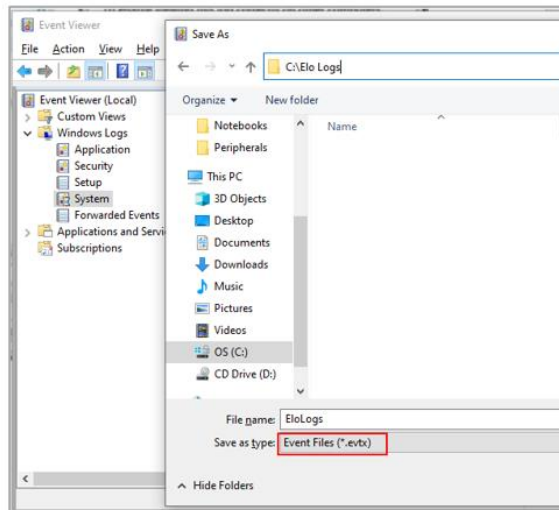 Event Viewer
File Action View Help
Event Viewer (Local)
Custom Views
Windows Logs
Application
Security
Setup
System
Forwarded Events
Applications and Servi
Subscriptions
Save As
C:\Elo Logs
Organize
New folder
Notebooks
Peripherals
This PC
3D Objects
Desktop
Documents
Downloads
Music
Pictures
Videos
OS (C:)
CD Drive (D:)
Name
File name: EloLogs
Save as type: Event Files (*.evtx)
Hide Folders